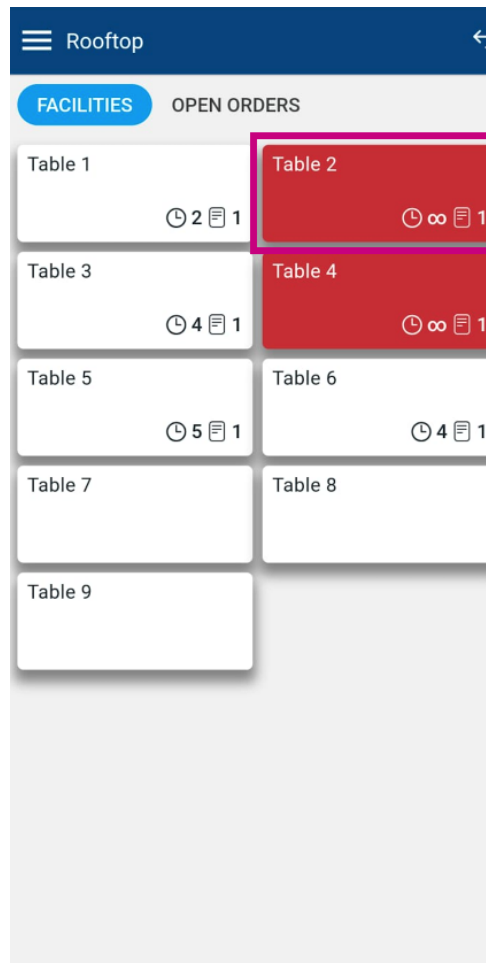 Rooftop
FACILITIES OPEN ORDERS
Table 1 Table 2
2 1 ∞ 1
Table 3 Table 4
4 1 ∞ 1
Table 5 Table 6
5 1 4 1
Table 7 Table 8
Table 9